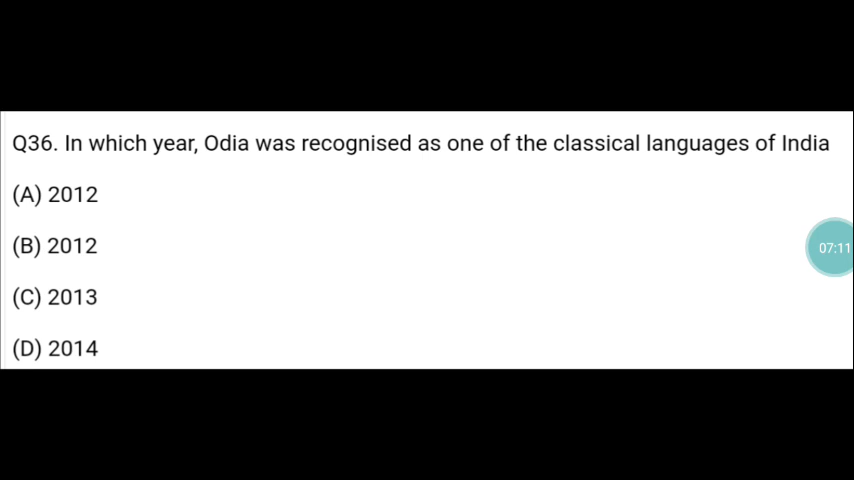 Q36. In which year, Odia was recognised as one of the classical languages of India
(A) 2012
(B) 2012
07:11
(C) 2013
(D) 2014